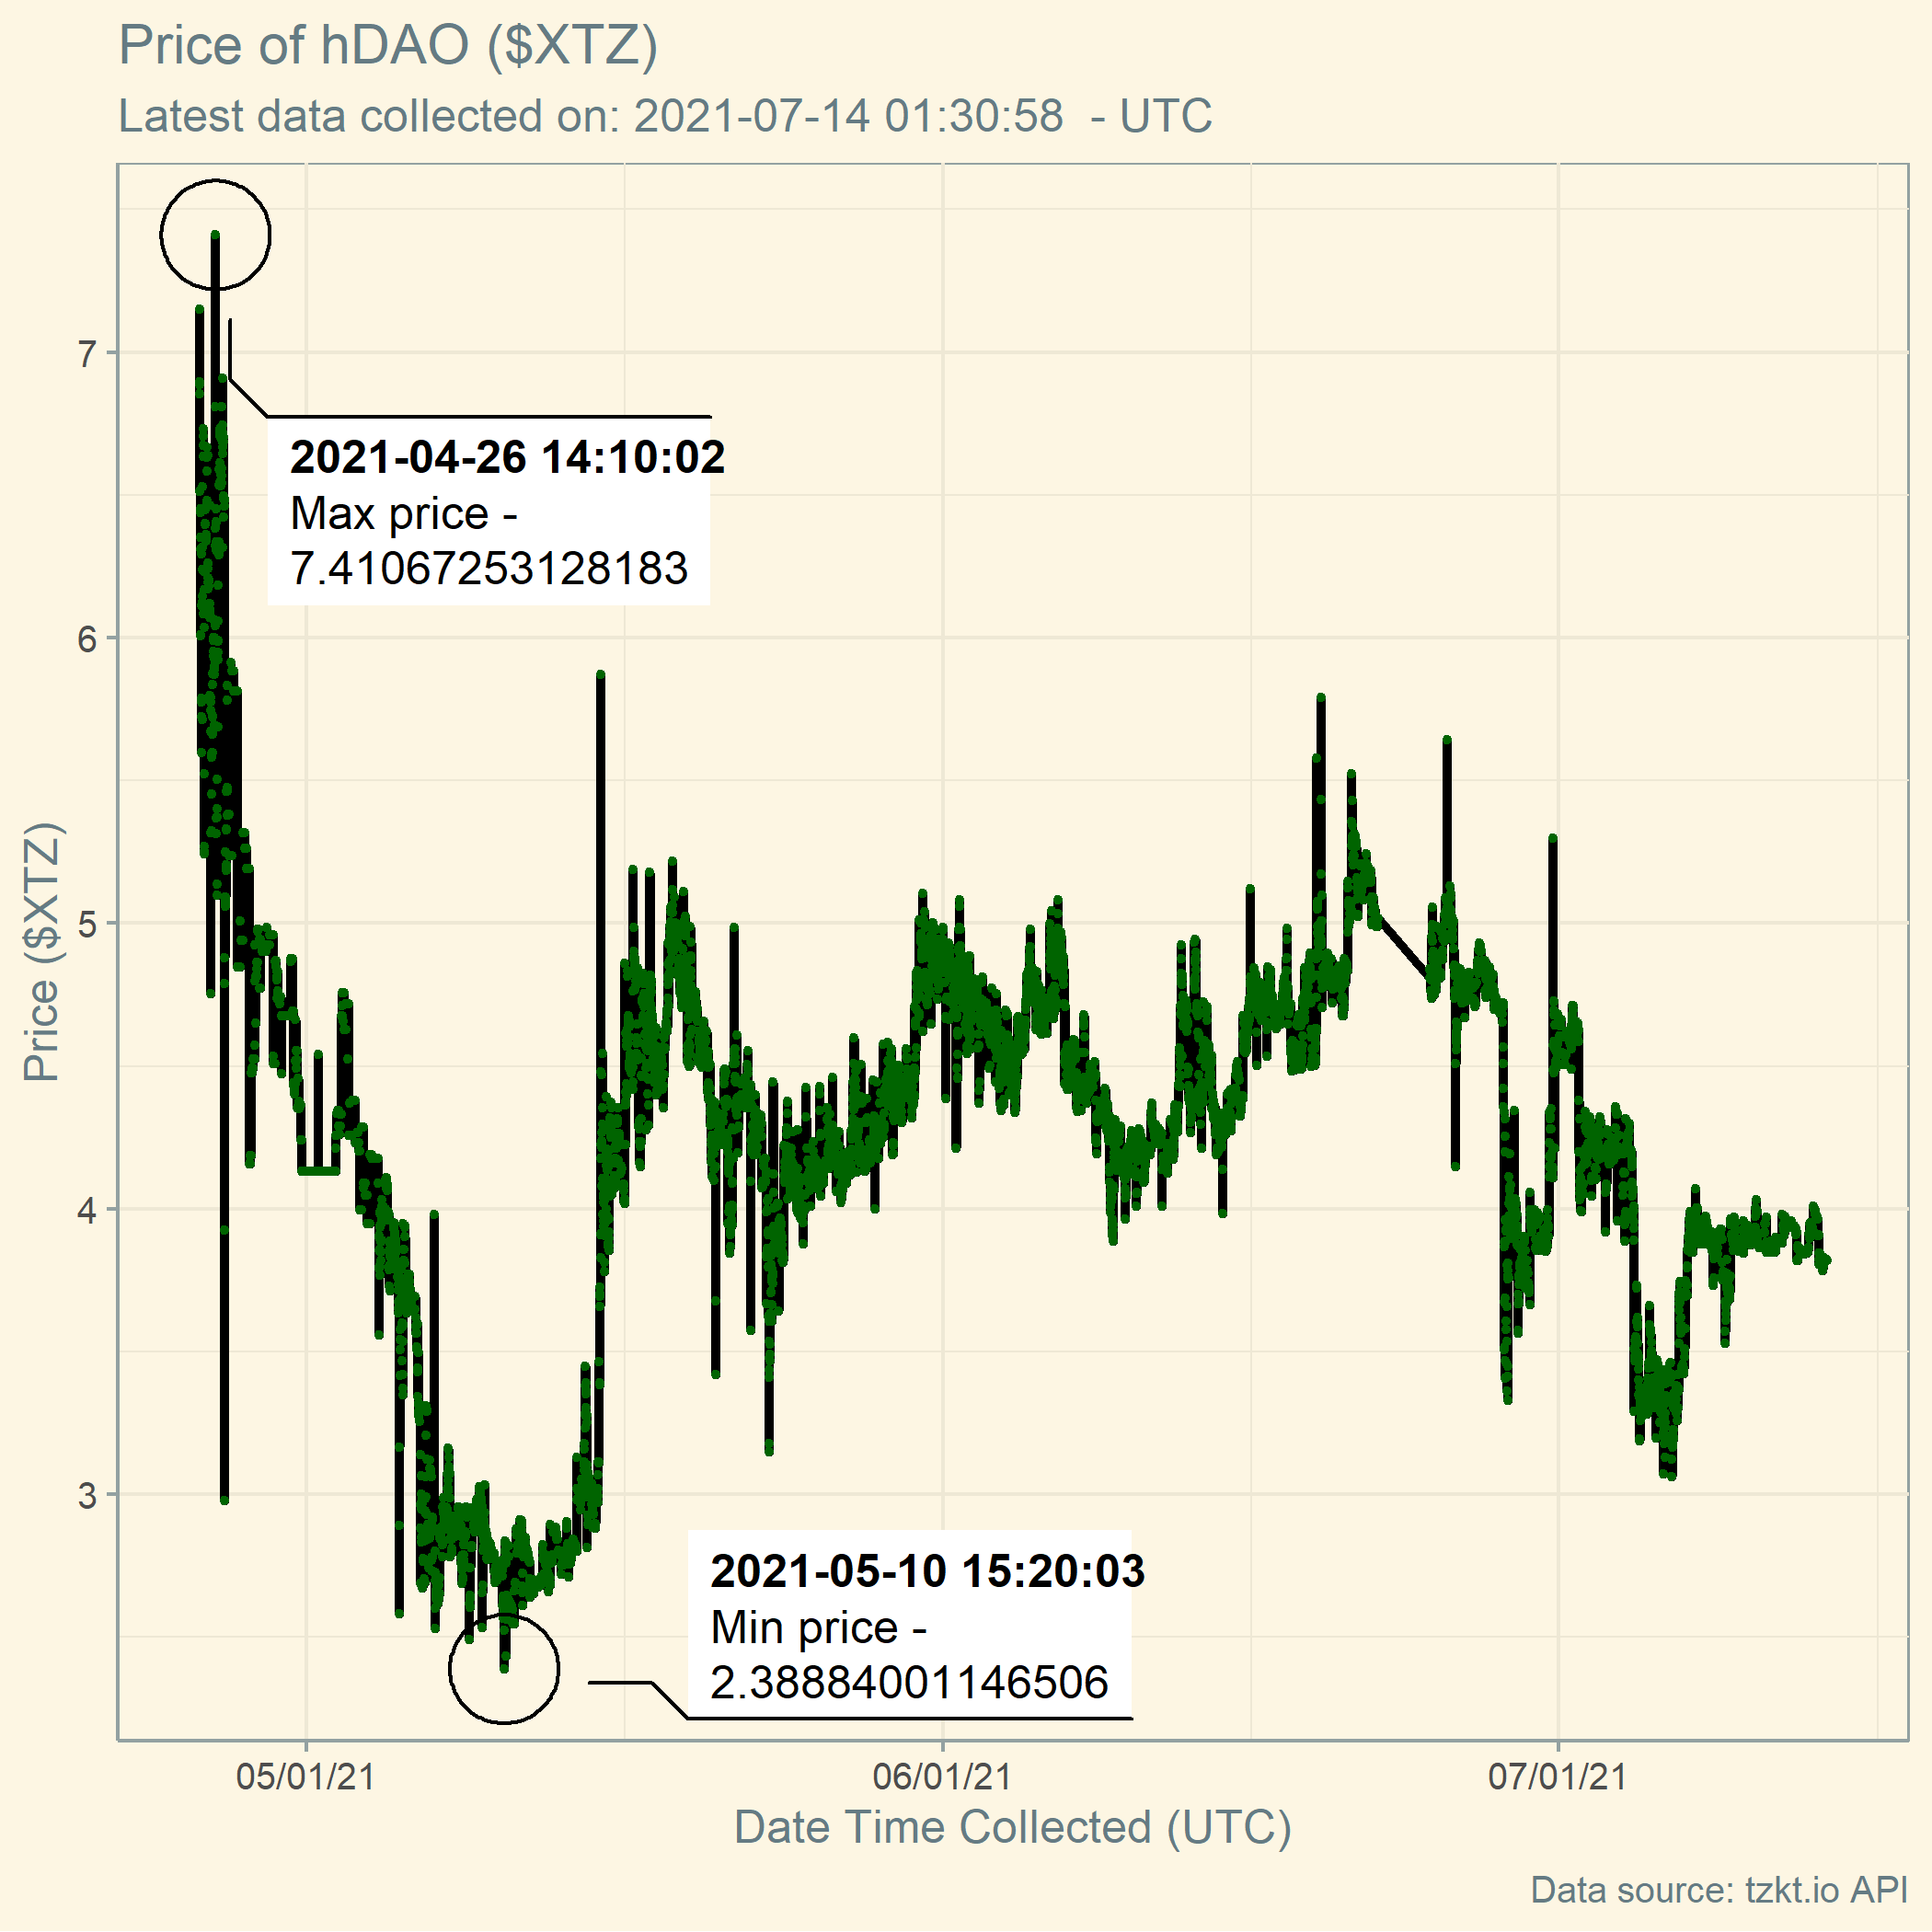 Price of hDAO ($XTZ)
Latest data collected on: 2021-07-14 01:30:58  - UTC
7
2021-04-26 14:10:02
Max price -
7.41067253128183
6
Price ($XTZ)
5
4
3
2021-05-10 15:20:03
Min price -
2.38884001146506
05/01/21
06/01/21
07/01/21
Date Time Collected (UTC)
Data source: tzkt.io API